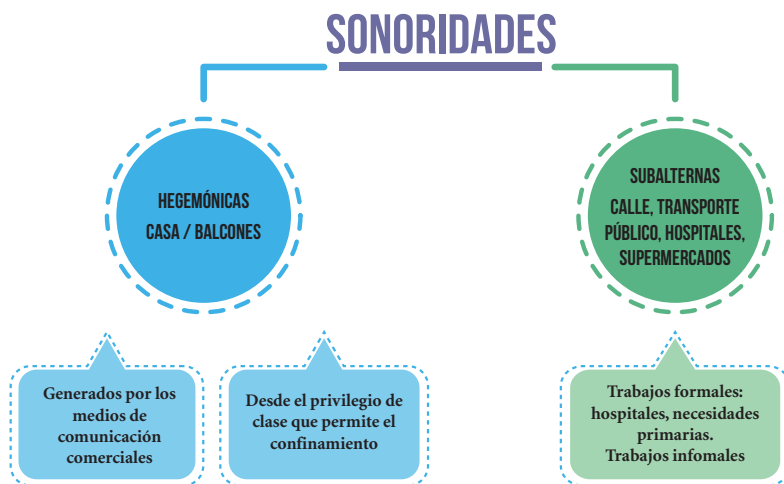 SONORIDADES
HEGEMÓNICAS
CASA / BALCONES
SUBALTERNAS
CALLE, TRANSPORTE
PÚBLICO, HOSPITALES,
SUPERMERCADOS
Generados por los
medios de
comunicación
comerciales
Desde el privilegio de
clase que permite el
confinamiento
Trabajos formales:
hospitales, necesidades
primarias.
Trabajos infomales